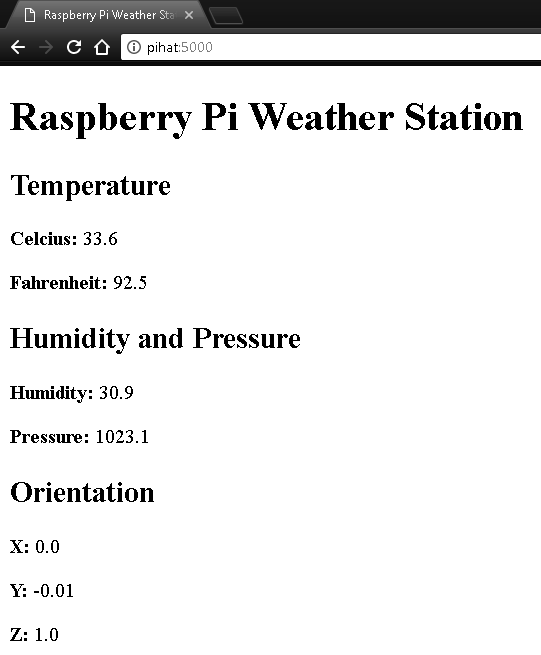 Raspberry Pi Weather Sta
pihat:5000
Raspberry Pi Weather Station
Temperature
Celcius: 33.6
Fahrenheit: 92.5
Humidity and Pressure
Humidity: 30.9
Pressure: 1023.1
Orientation
X: 0.0
Y: -0.01
Z: 1.0